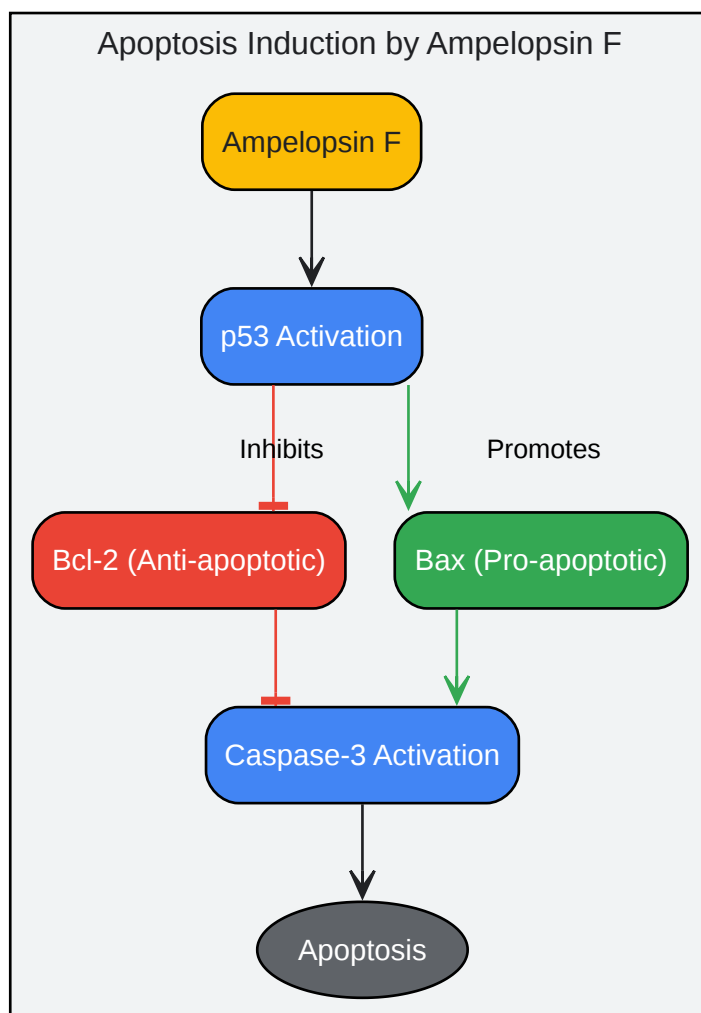 Apoptosis Induction by Ampelopsin F
Ampelopsin F
p53 Activation
Inhibits
Promotes
Bcl-2 (Anti-apoptotic)
Bax (Pro-apoptotic)
Caspase-3 Activation
Apoptosis